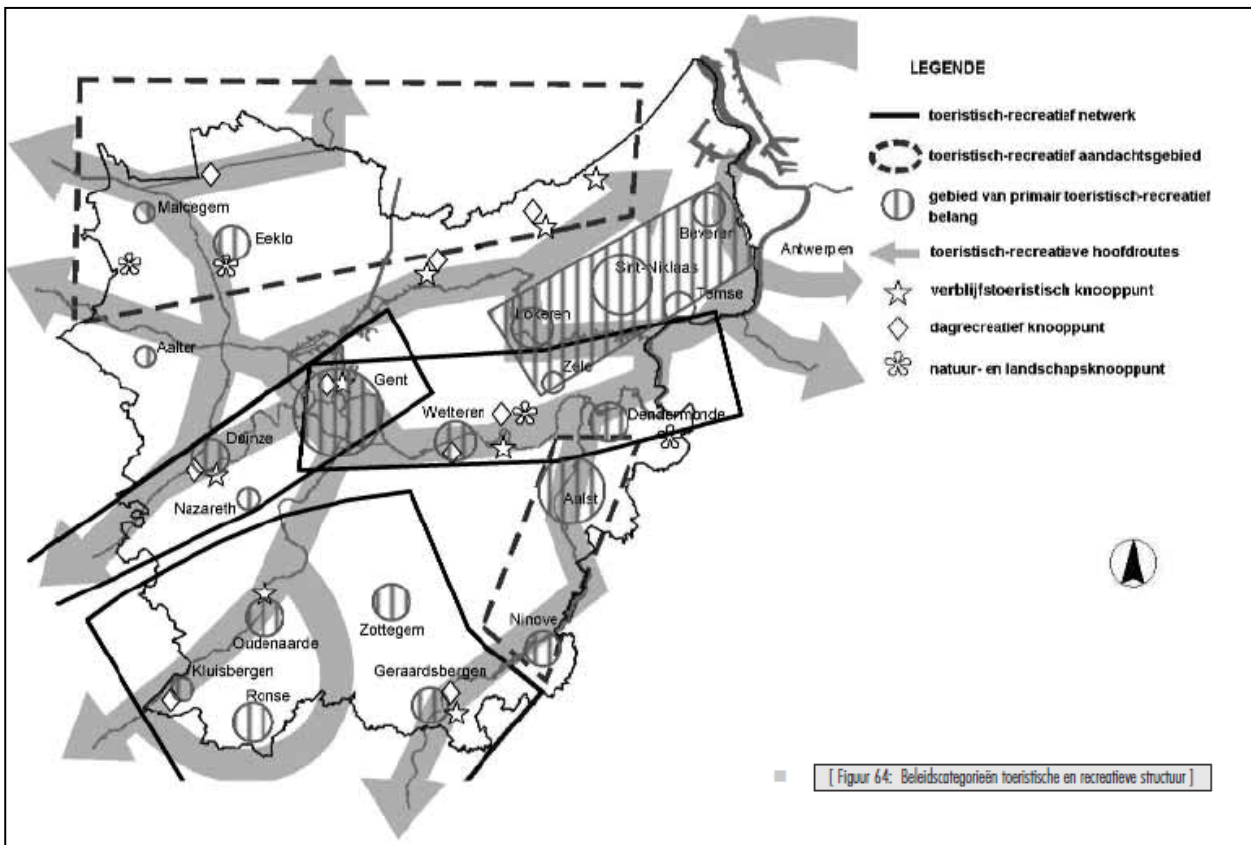 LEGENDE
toeristisch-recreatief netwerk
toeristisch-recreatief aandachtsgebied
gebied van primair toeristisch-recreatief
belang
toeristisch-recreatieve hoofdroutes
verblijfstoeristisch knooppunt
dagrecreatief knooppunt
natuur- en landschapsknooppunt
Maldegem
Eeklo
Beveren
Antwerpen
Sint-Niklaas
Temse
Lokeren
Aalter
Zele
Gent
Wetteren
Dendermonde
Deinze
Nazareth
Aalst
Ninove
Zottegem
Oudenaarde
Kluisbergen
Geraardsbergen
Ronse
[ Figuur 64: Beleidscategorieën toeristische en recreatieve structuur ]